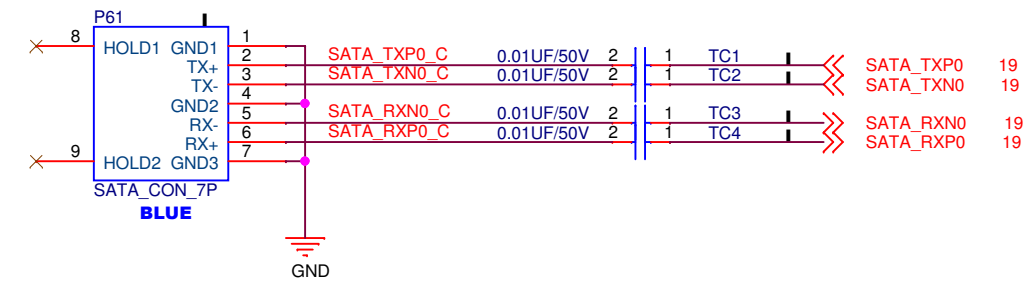 P61
8 HOLD1 GND1 1
TX+ 2 SATA_TXP0_C 0.01UF/50V 2 1 TC1 SATA_TXP0 19
TX- 3 SATA_TXN0_C 0.01UF/50V 2 1 TC2 SATA_TXN0 19
GND2 4
RX- 5 SATA_RXN0_C 0.01UF/50V 2 1 TC3 SATA_RXN0 19
RX+ 6 SATA_RXP0_C 0.01UF/50V 2 1 TC4 SATA_RXP0 19
9 HOLD2 GND3 7
SATA_CON_7P
BLUE
GND